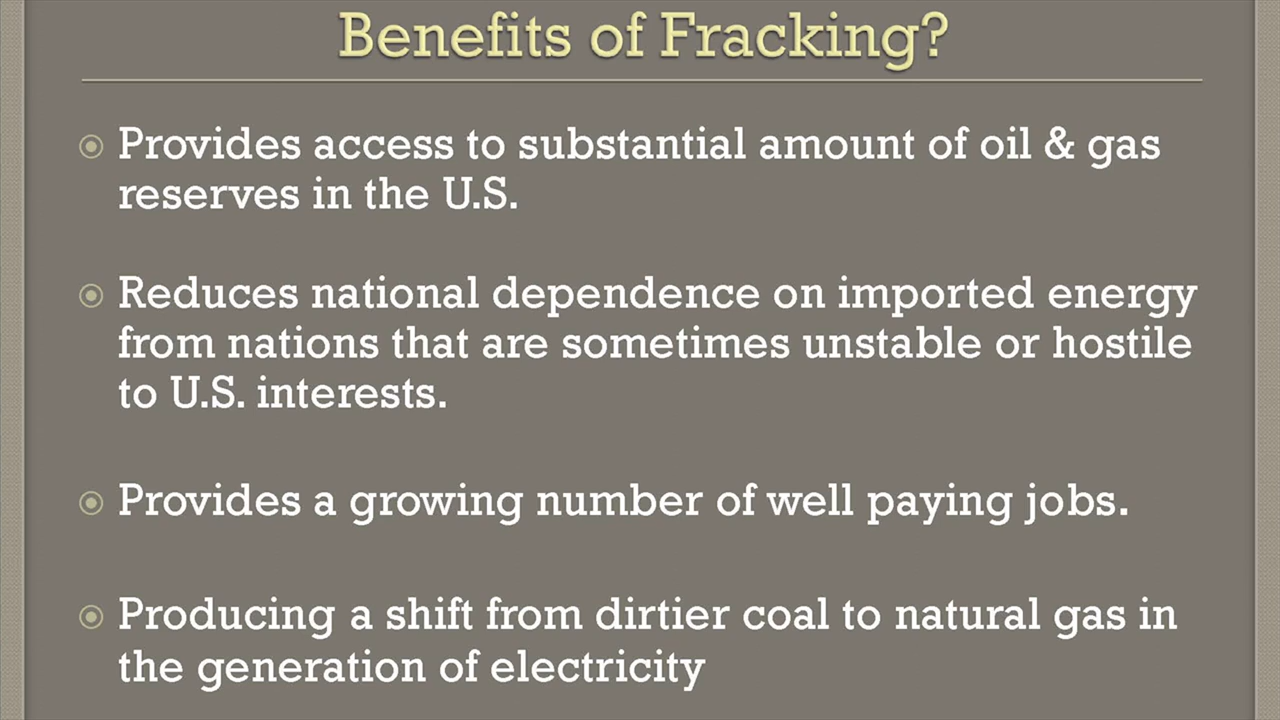 Benefits of Fracking?
Provides access to substantial amount of oil & gas
reserves in the U.S.
Reduces national dependence on imported energy
from nations that are sometimes unstable or hostile
to U.S. interests.
Provides a growing number of well paying jobs.
Producing a shift from dirtier coal to natural gas in
the generation of electricity